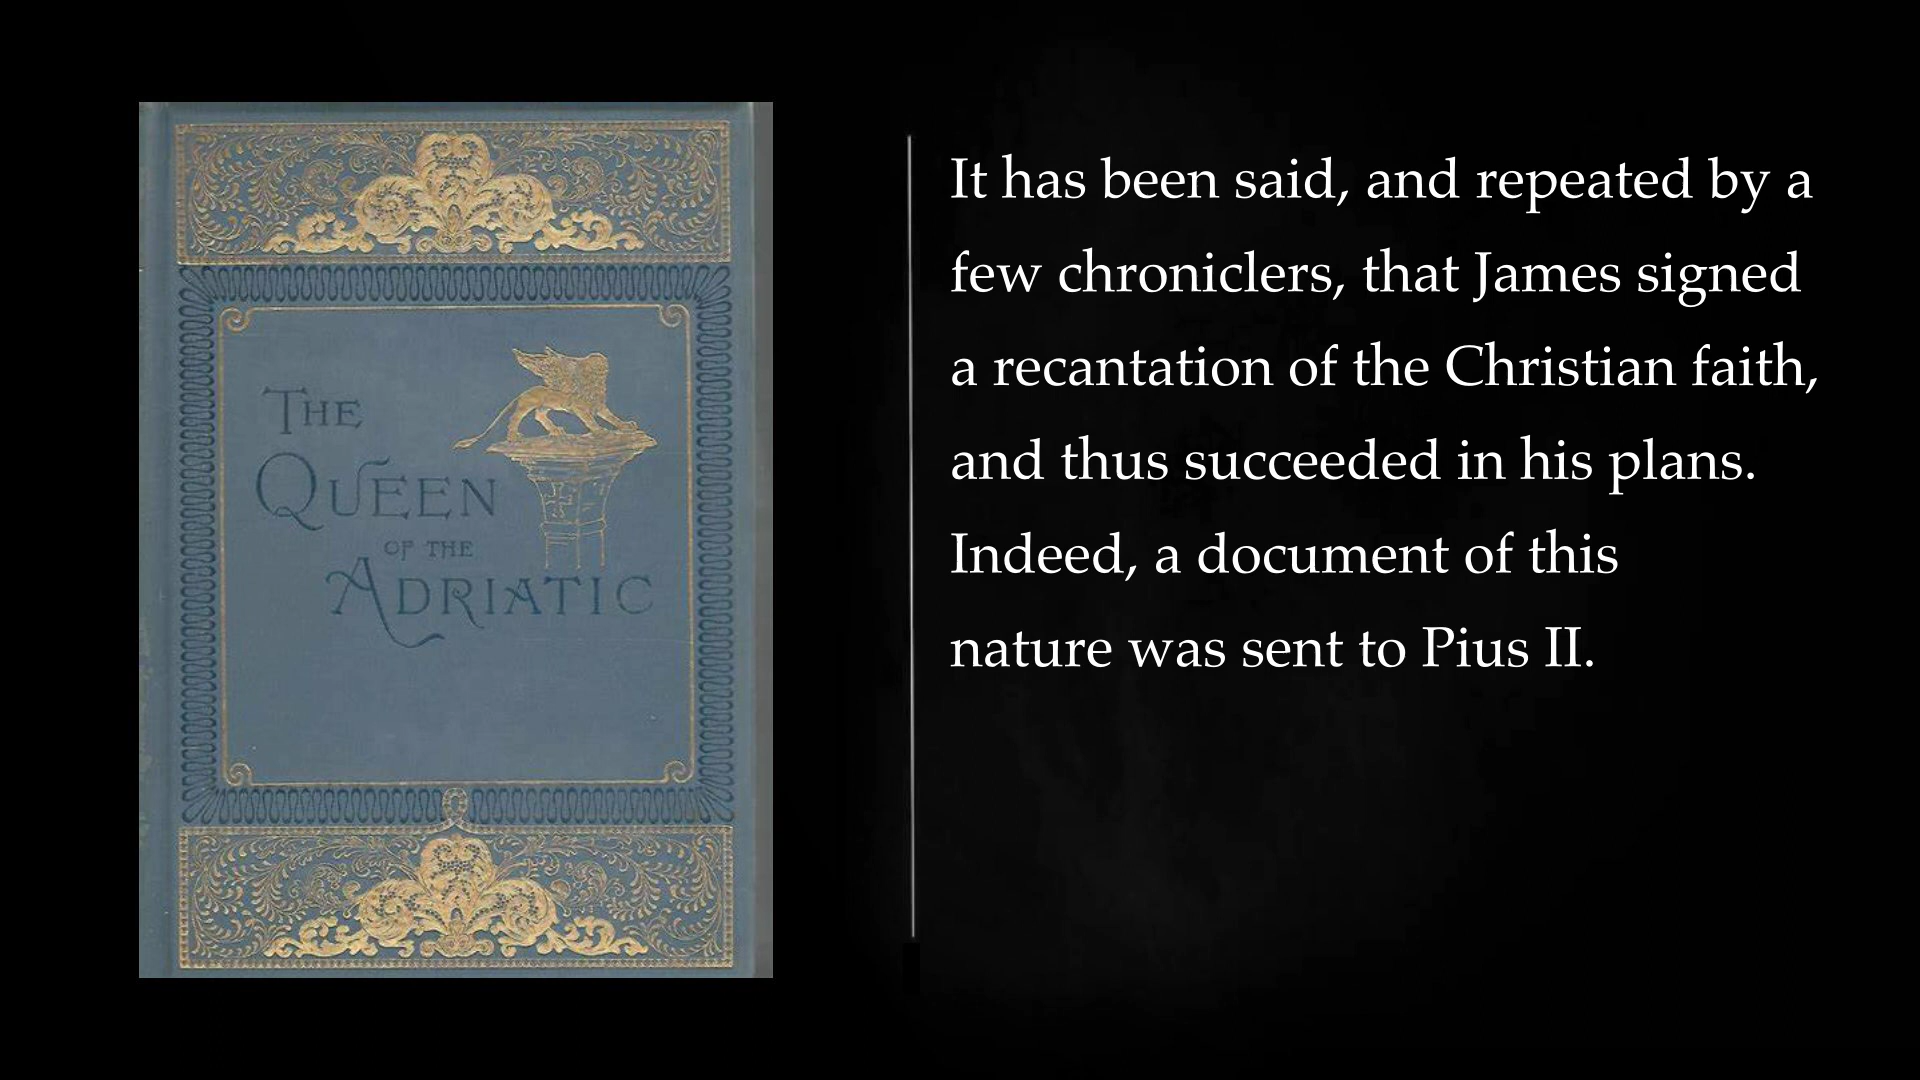 THE
QUEEN
OF THE
ADRIATIC
It has been said, and repeated by a
few chroniclers, that James signed
a recantation of the Christian faith,
and thus succeeded in his plans.
Indeed, a document of this
nature was sent to Pius II.